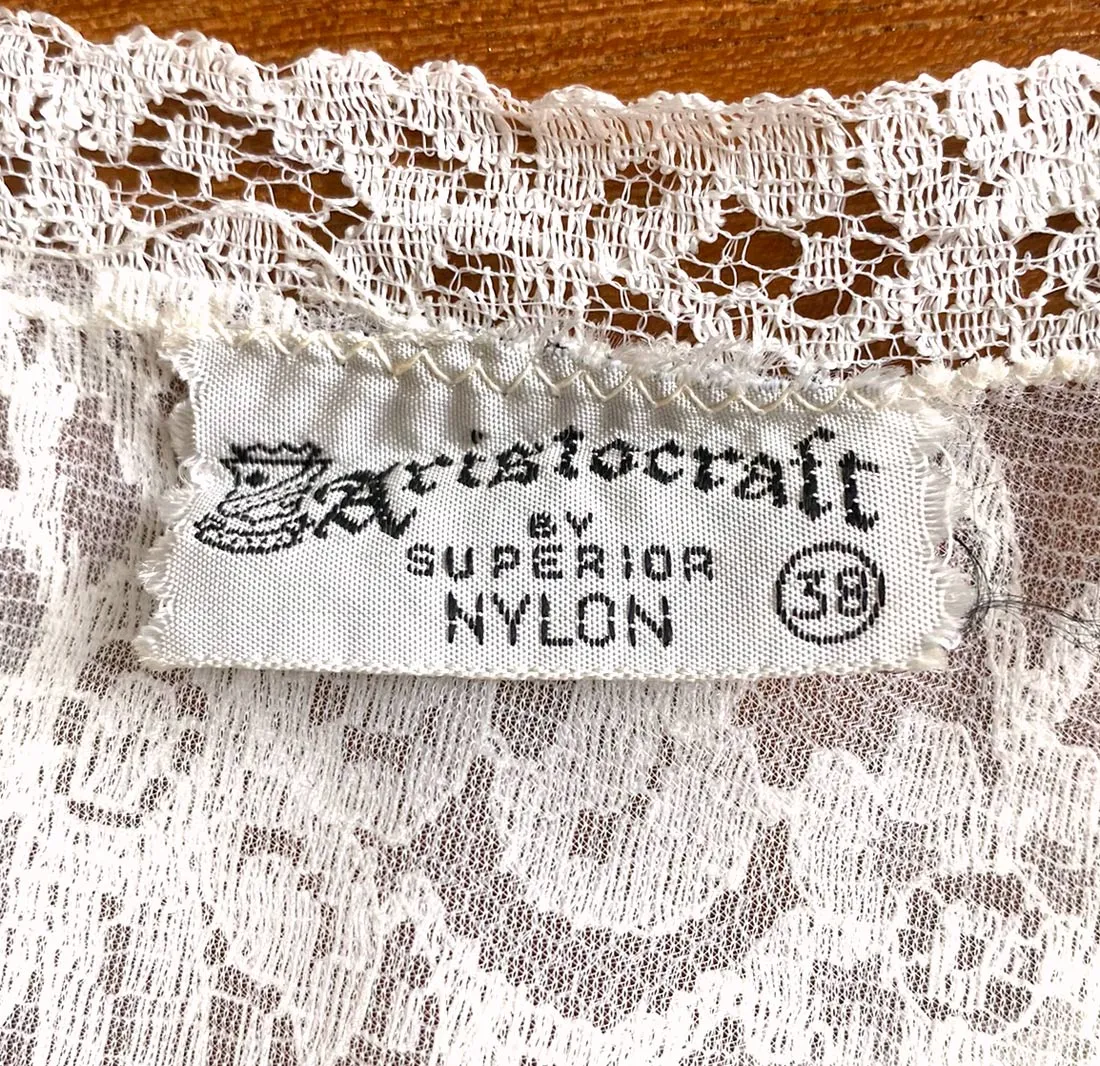 Aristocraft
BY
SUPERIOR
NYLON
38